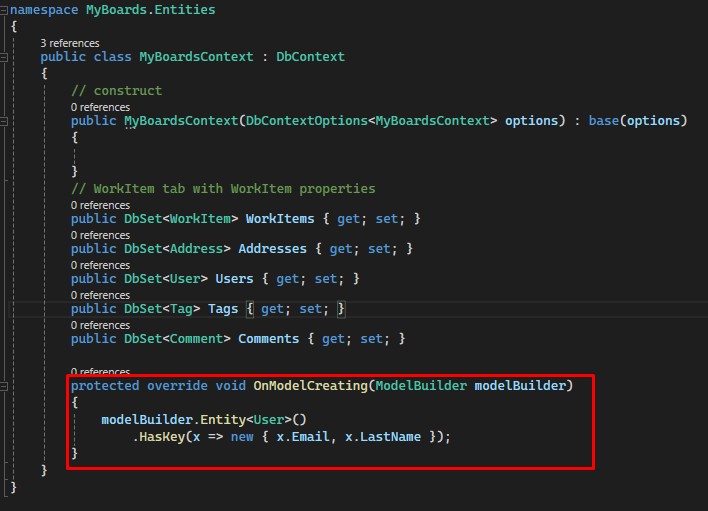 namespace MyBoards.Entities
{
3 references
public class MyBoardsContext : DbContext
{
// construct
0 references
public MyBoardsContext(DbContextOptions<MyBoardsContext> options) : base(options)
{
}
// WorkItem tab with WorkItem properties
0 references
public DbSet<WorkItem> WorkItems { get; set; }
0 references
public DbSet<Address> Addresses { get; set; }
0 references
public DbSet<User> Users { get; set; }
0 references
public DbSet<Tag> Tags { get; set; }
0 references
public DbSet<Comment> Comments { get; set; }
0 references
protected override void OnModelCreating(ModelBuilder modelBuilder)
{
modelBuilder.Entity<User>()
.HasKey(x => new { x.Email, x.LastName });
}
}
}